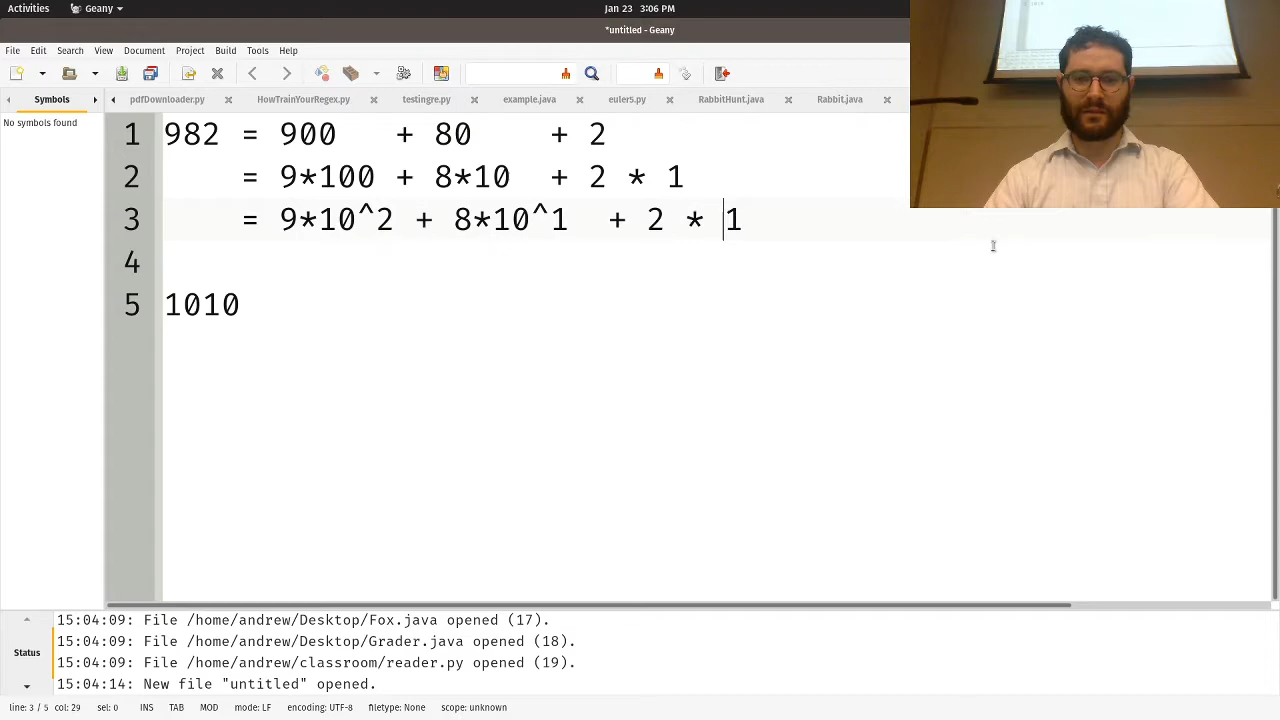 Activities Geany Jan 23 3:06 PM
*untitled - Geany
File Edit Search View Document Project Build Tools Help
Symbols pdfDownloader.py HowTrainYourRegex.py testingre.py example.java euler5.py RabbitHunt.java Rabbit.java
No symbols found
1 982 = 900 + 80 + 2
2 = 9*100 + 8*10 + 2 * 1
3 = 9*10^2 + 8*10^1 + 2 * 1
4
5 1010
Status
15:04:09: File /home/andrew/Desktop/Fox.java opened (17).
15:04:09: File /home/andrew/Desktop/Grader.java opened (18).
15:04:09: File /home/andrew/classroom/reader.py opened (19).
15:04:14: New file "untitled" opened.
line: 3 / 5 col: 29 sel: 0 INS TAB MOD mode: LF encoding: UTF-8 filetype: None scope: unknown